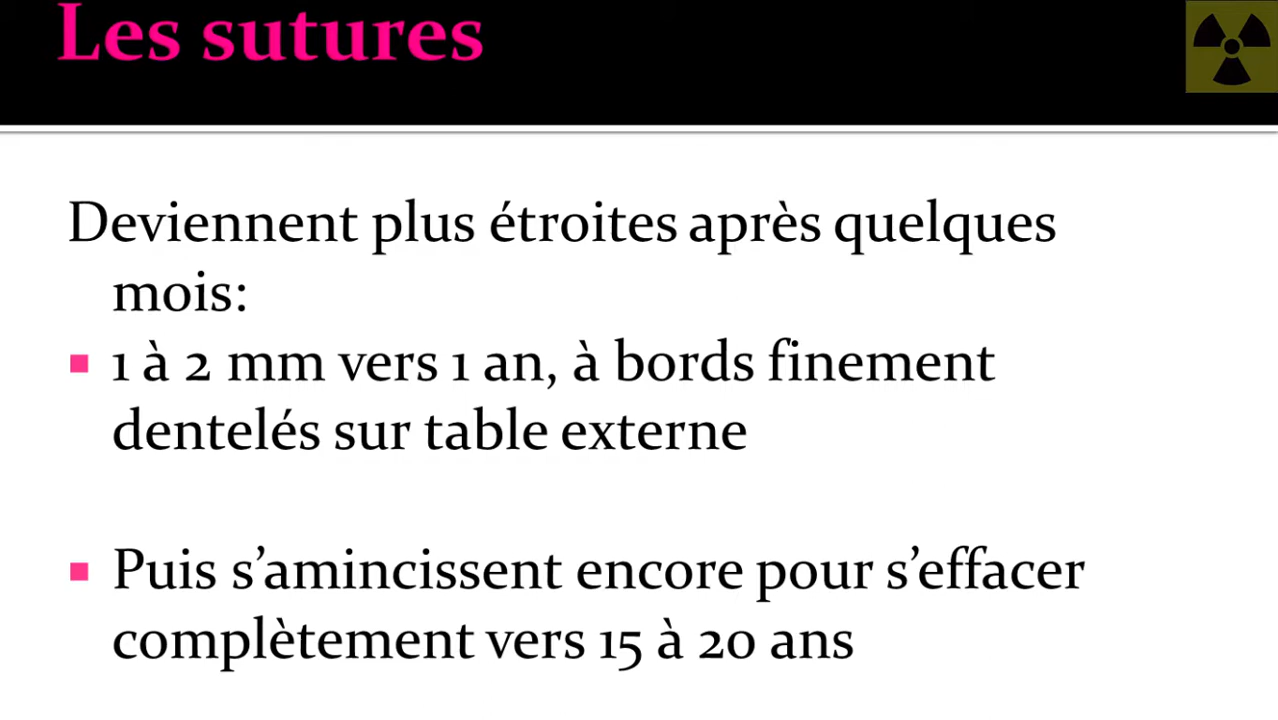 Les sutures
Deviennent plus étroites après quelques
mois:
1 à 2 mm vers 1 an, à bords finement
dentelés sur table externe
Puis s’amincissent encore pour s’effacer
complètement vers 15 à 20 ans